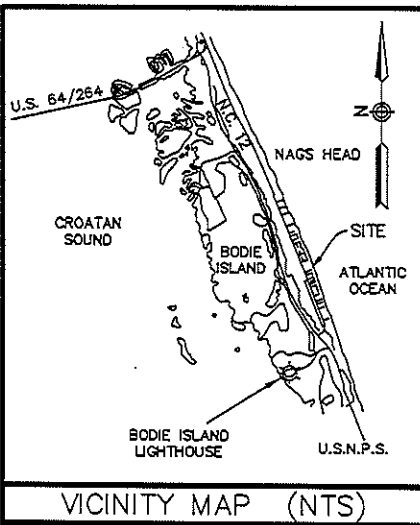 U.S. 64/264
N.C. 12
N
NAGS HEAD
SITE
CROATAN
SOUND
BODIE
ISLAND
ATLANTIC
OCEAN
BODIE ISLAND
LIGHTHOUSE
U.S.N.P.S.
VICINITY MAP (NTS)